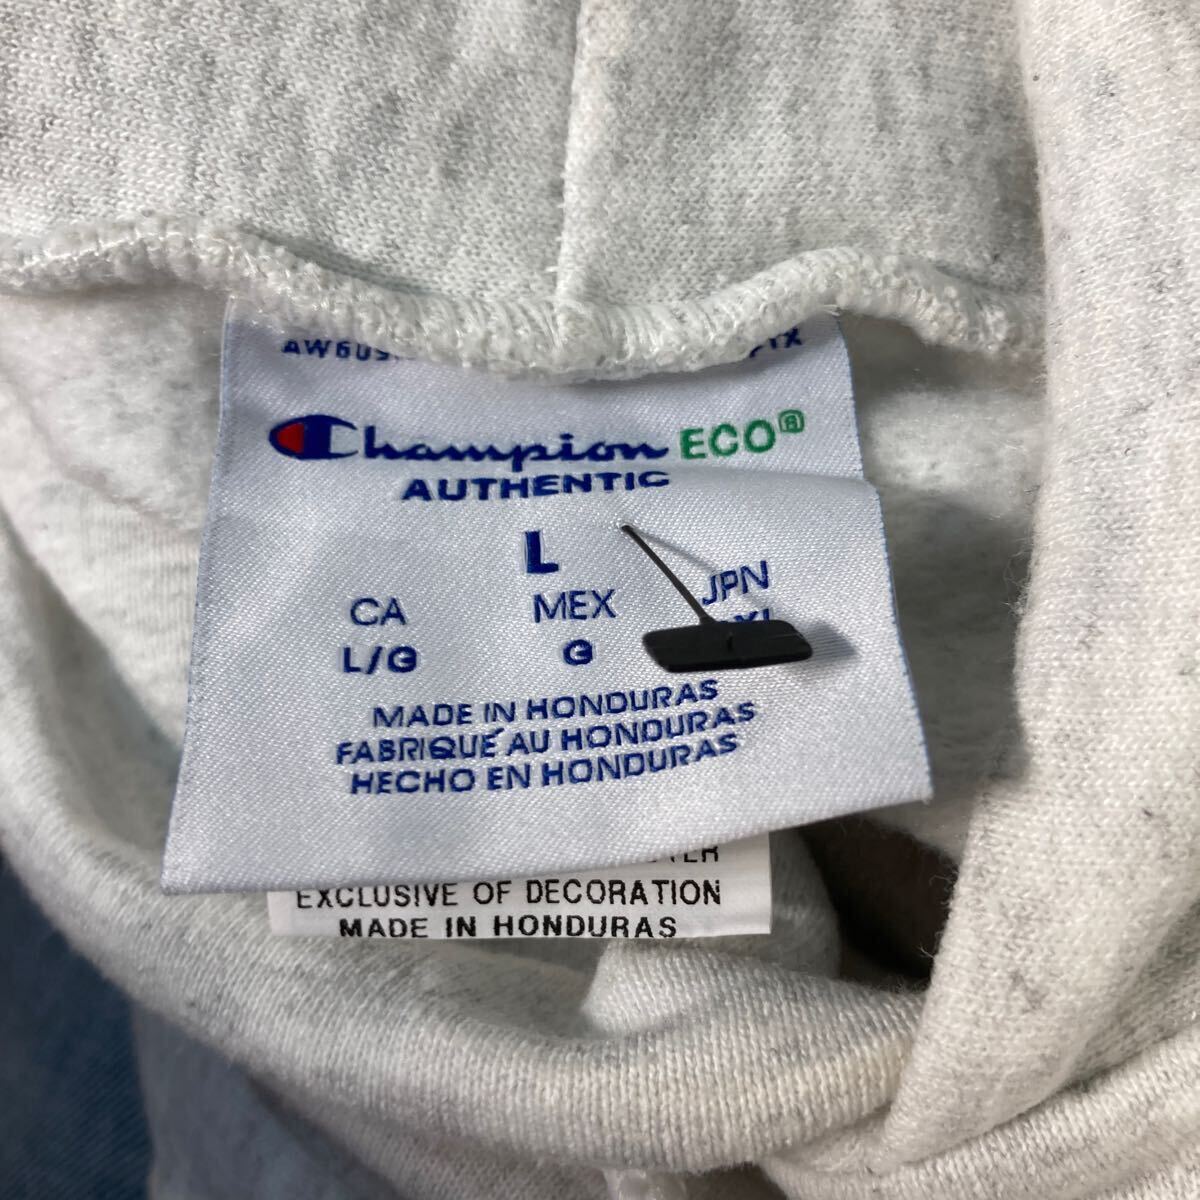 Champion ECO®
AUTHENTIC
L
CA MEX JPN
L/G G
MADE IN HONDURAS
FABRIQUÉ AU HONDURAS
HECHO EN HONDURAS
EXCLUSIVE OF DECORATION
MADE IN HONDURAS